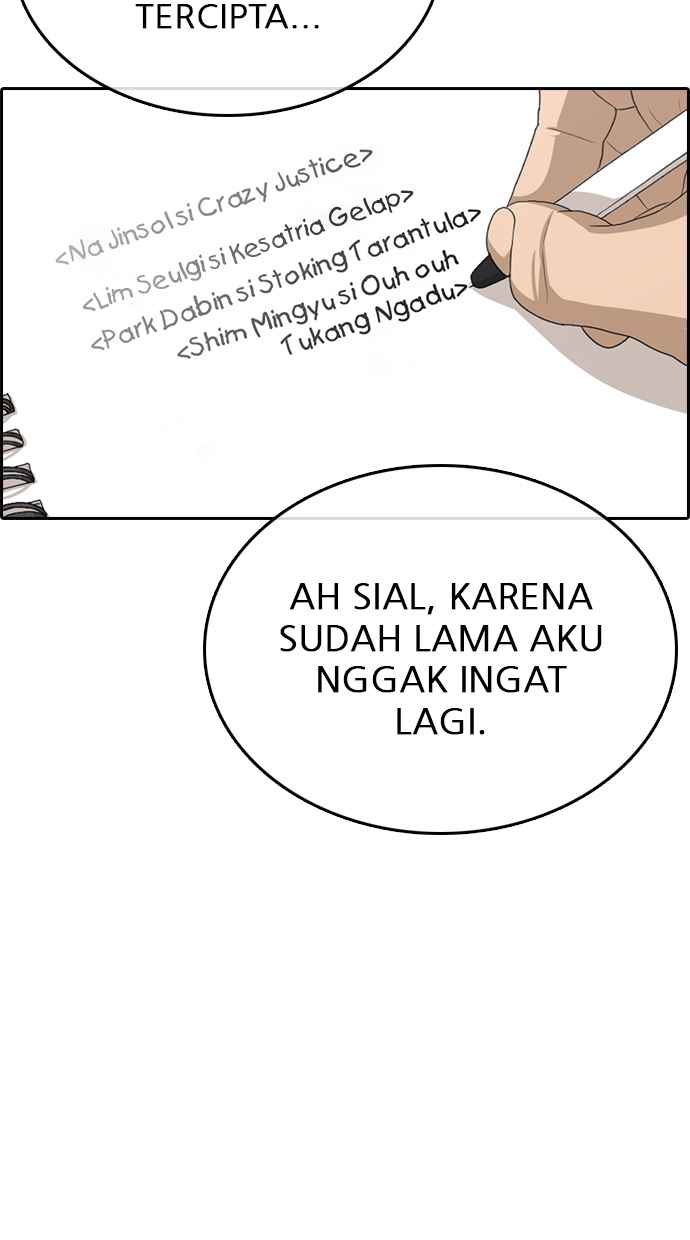 TERCIPTA...
<Na Jinsol si Crazy Justice>
<Lim Seulgi si Kesatria Gelap>
<Park Dabin si Stoking Tarantula>
<Shim Mingyu si Ouh ouh
Tukang Ngadu>
AH SIAL, KARENA
SUDAH LAMA AKU
NGGAK INGAT
LAGI.